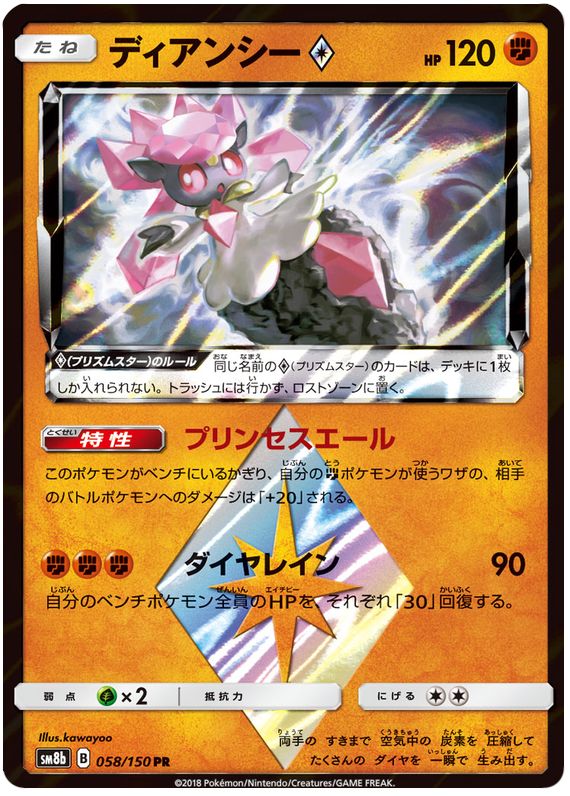 たね ディアンシー◇ HP 120
◇(プリズムスター)のルール 同じ名前の◇(プリズムスター)のカードは、デッキに1枚
しか入れられない。トラッシュには行かず、ロストゾーンに置く。
特性 プリンセスエール
このポケモンがベンチにいるかぎり、自分の闘ポケモンが使うワザの、相手
のバトルポケモンへのダメージは「+20」される。
ダイヤレイン 90
自分のベンチポケモン全員のHPを、それぞれ「30」回復する。
弱点 ×2 抵抗力 にげる
Illus.kawayoo
両手の すきまで 空気中の 炭素を 圧縮して
たくさんの ダイヤを 一瞬で 生み出す。
SM8b B 058/150 PR
©2018 Pokémon/Nintendo/Creatures/GAME FREAK.